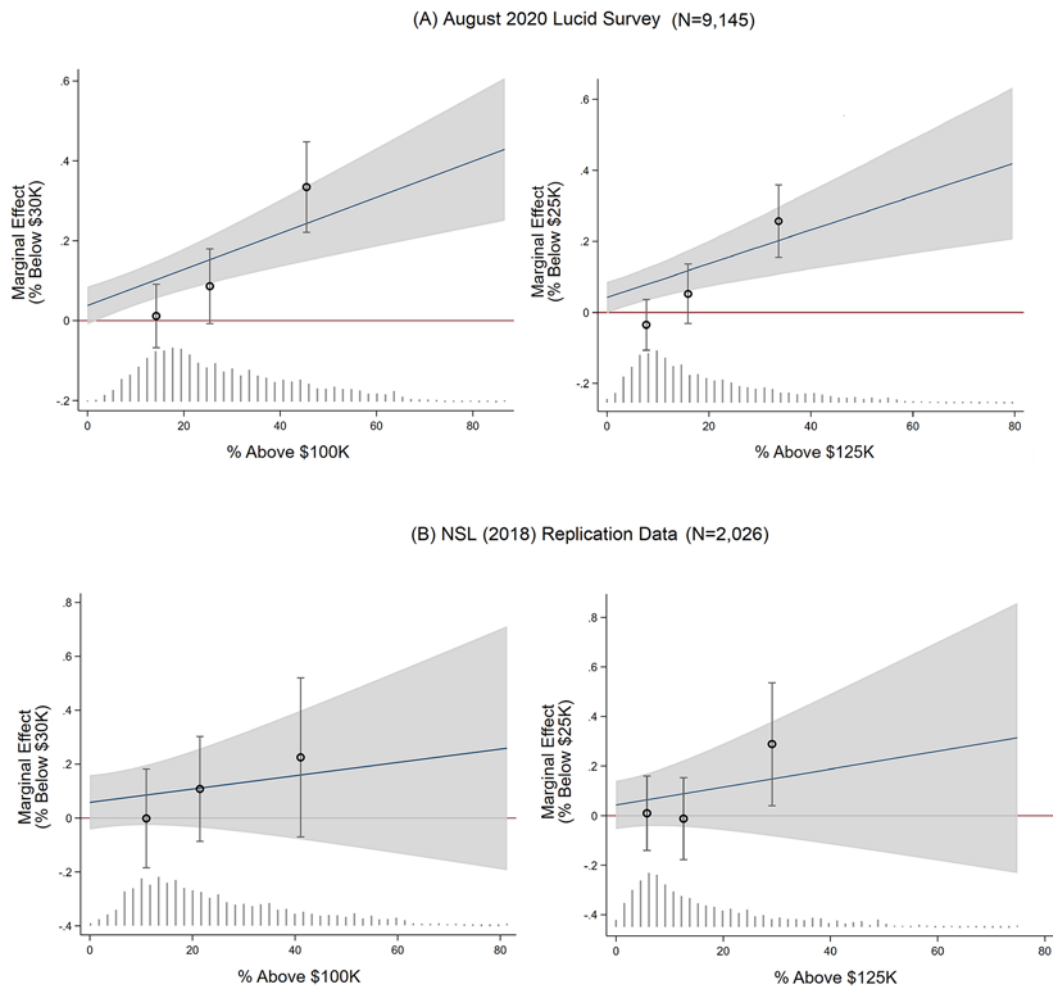 (A) August 2020 Lucid Survey (N=9,145)
Marginal Effect
(% Below $30K)
.6
.4
.2
0
-.2
0 20 40 60 80
% Above $100K
Marginal Effect
(% Below $25K)
.6
.4
.2
0
-.2
0 20 40 60 80
% Above $125K
(B) NSL (2018) Replication Data (N=2,026)
Marginal Effect
(% Below $30K)
.8
.6
.4
.2
0
-.2
-.4
0 20 40 60 80
% Above $100K
Marginal Effect
(% Below $25K)
.8
.6
.4
.2
0
-.2
-.4
0 20 40 60 80
% Above $125K